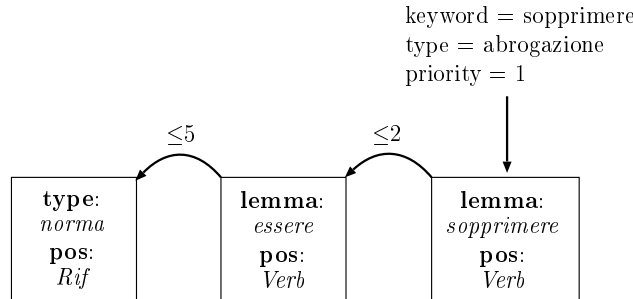 keyword = sopprimere
type = abrogazione
priority = 1
≤5
≤2
type:
norma
pos:
Rif
lemma:
essere
pos:
Verb
lemma:
sopprimere
pos:
Verb